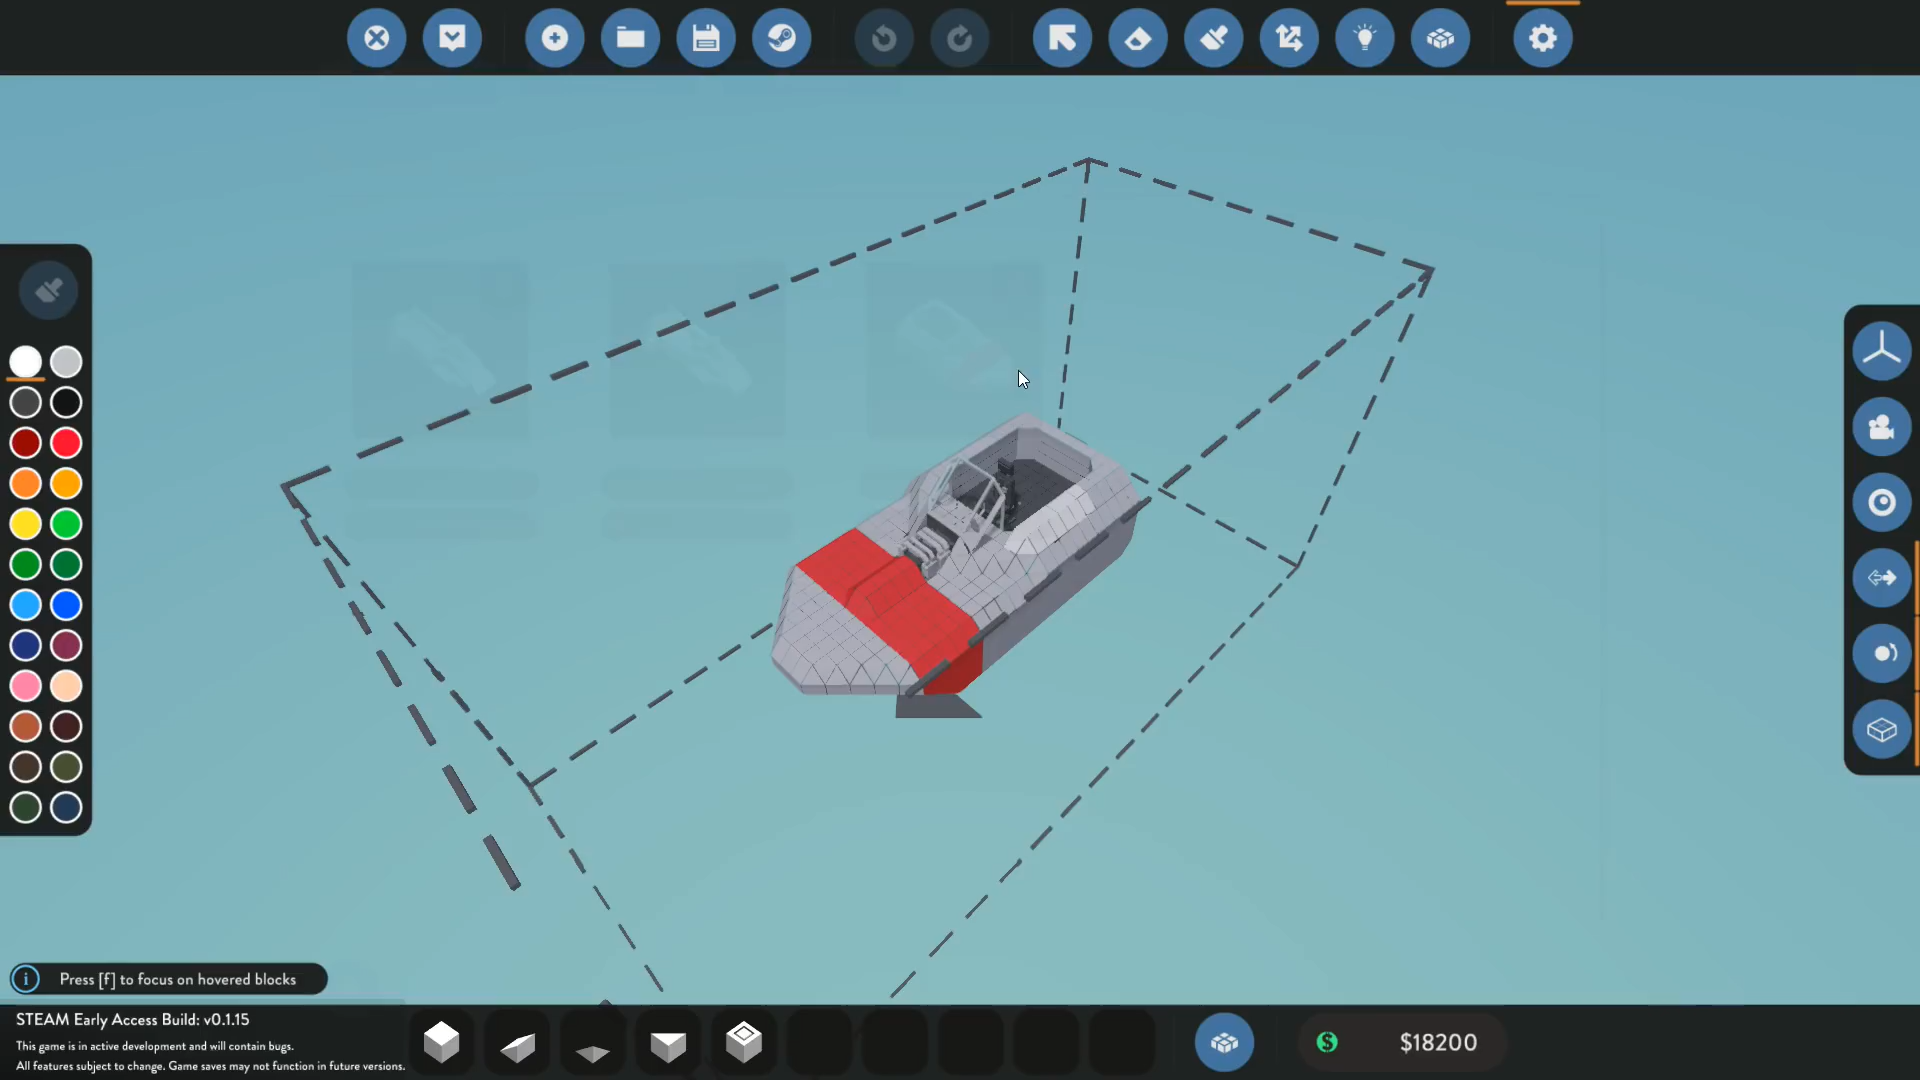 Press [f] to focus on hovered blocks
STEAM Early Access Build: v0.1.15
This game is in active development and will contain bugs.
All features subject to change. Game saves may not function in future versions.
$18200